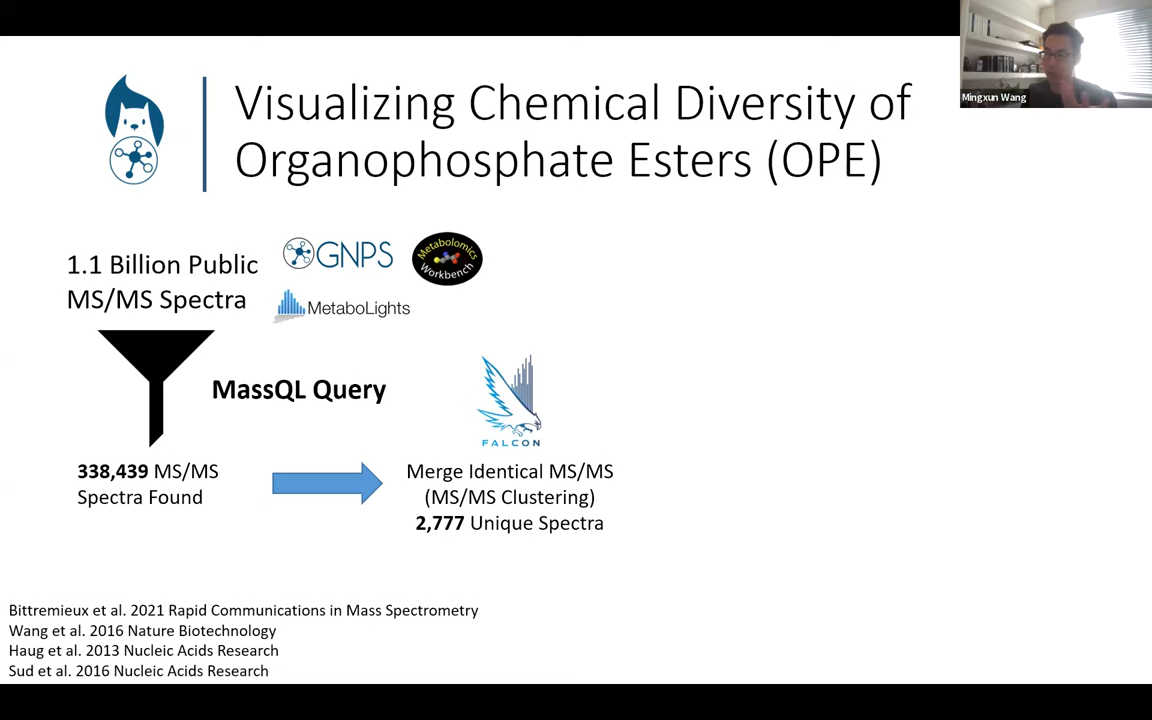 Mingxun Wang
Visualizing Chemical Diversity of
Organophosphate Esters (OPE)
1.1 Billion Public
MS/MS Spectra
GNPS
Metabolomics
Workbench
MetaboLights
MassQL Query
FALCON
338,439 MS/MS
Spectra Found
Merge Identical MS/MS
(MS/MS Clustering)
2,777 Unique Spectra
Bittremieux et al. 2021 Rapid Communications in Mass Spectrometry
Wang et al. 2016 Nature Biotechnology
Haug et al. 2013 Nucleic Acids Research
Sud et al. 2016 Nucleic Acids Research